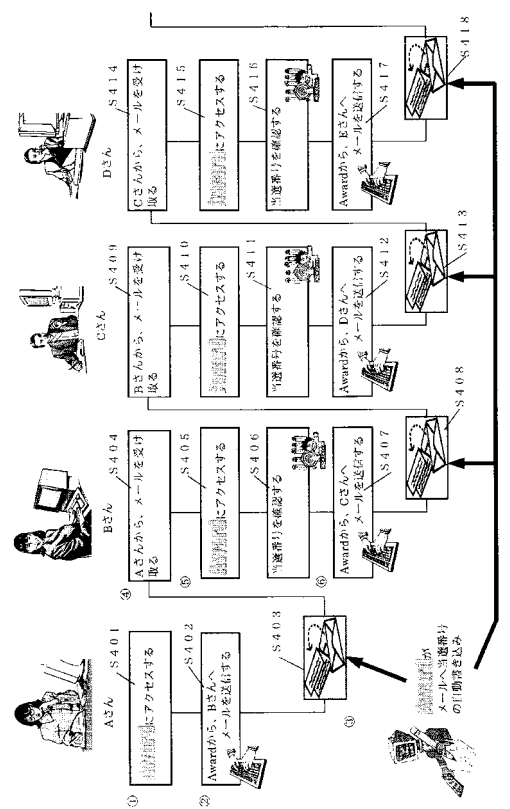 Aさん
①
S401
にアクセスする
②
S402
Awardから、Bさんへ
メールを送信する
③
S403
が
メールへ当選番号
の自動書き込み
Bさん
④
S404
Aさんから、メールを受け
取る
⑤
S405
にアクセスする
S406
当選番号を確認する
⑥
S407
Awardから、Cさんへ
メールを送信する
S408
Cさん
S409
Bさんから、メールを受け
取る
S410
にアクセスする
S411
当選番号を確認する
S412
Awardから、Dさんへ
メールを送信する
S413
Dさん
S414
Cさんから、メールを受け
取る
S415
にアクセスする
S416
当選番号を確認する
S417
Awardから、Eさんへ
メールを送信する
S418